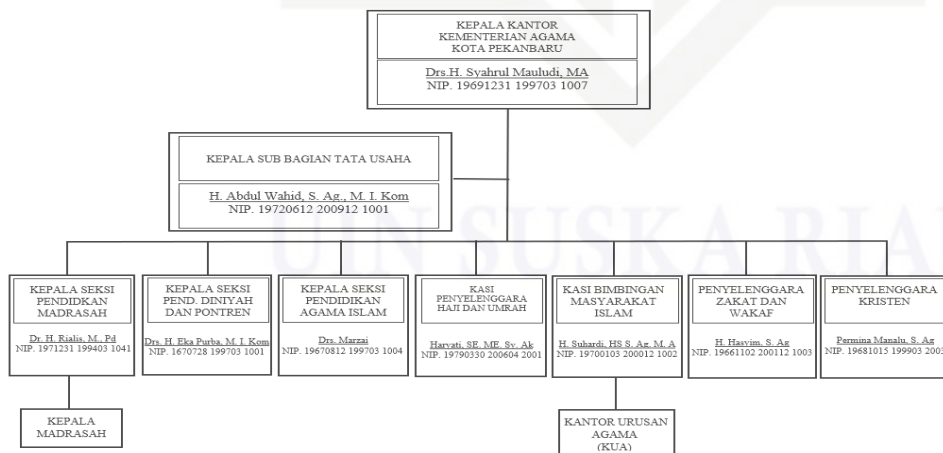 KEPALA KANTOR
KEMENTERIAN AGAMA
KOTA PEKANBARU
Drs.H. Syahrul Mauludi, MA
NIP. 19691231 199703 1007
KEPALA SUB BAGIAN TATA USAHA
H. Abdul Wahid, S. Ag., M. I. Kom
NIP. 19720612 200912 1001
UIN SUSKA RIA
KEPALA SEKSI
PENDIDKAN
MADRASAH
Dr. H. Rialis, M., Pd
NIP. 1971231 199403 1041
KEPALA SEKSI
PEND. DINIYAH
DAN PONTREN
Drs. H. Eka Purba, M. I. Kom
NIP. 1670728 199703 1001
KEPALA SEKSI
PENDIDIKAN
AGAMA ISLAM
Drs. Marzai
NIP. 19670812 199703 1004
KASI
PENYELENGGARA
HAJI DAN UMRAH
Haryati, SE, ME, Sy. Ak
NIP. 19790330 200604 2001
KASI BIMBINGAN
MASYARAKAT
ISLAM
H. Suhardi, HS S. Ag, M. A
NIP. 19700103 200012 1002
PENYELENGGARA
ZAKAT DAN
WAKAF
H. Hasyim, S. Ag
NIP. 19661102 200112 1003
PENYELENGGARA
KRISTEN
Permina Manalu, S. Ag
NIP. 19681015 199903 2003
KEPALA
MADRASAH
KANTOR URUSAN
AGAMA
(KUA)